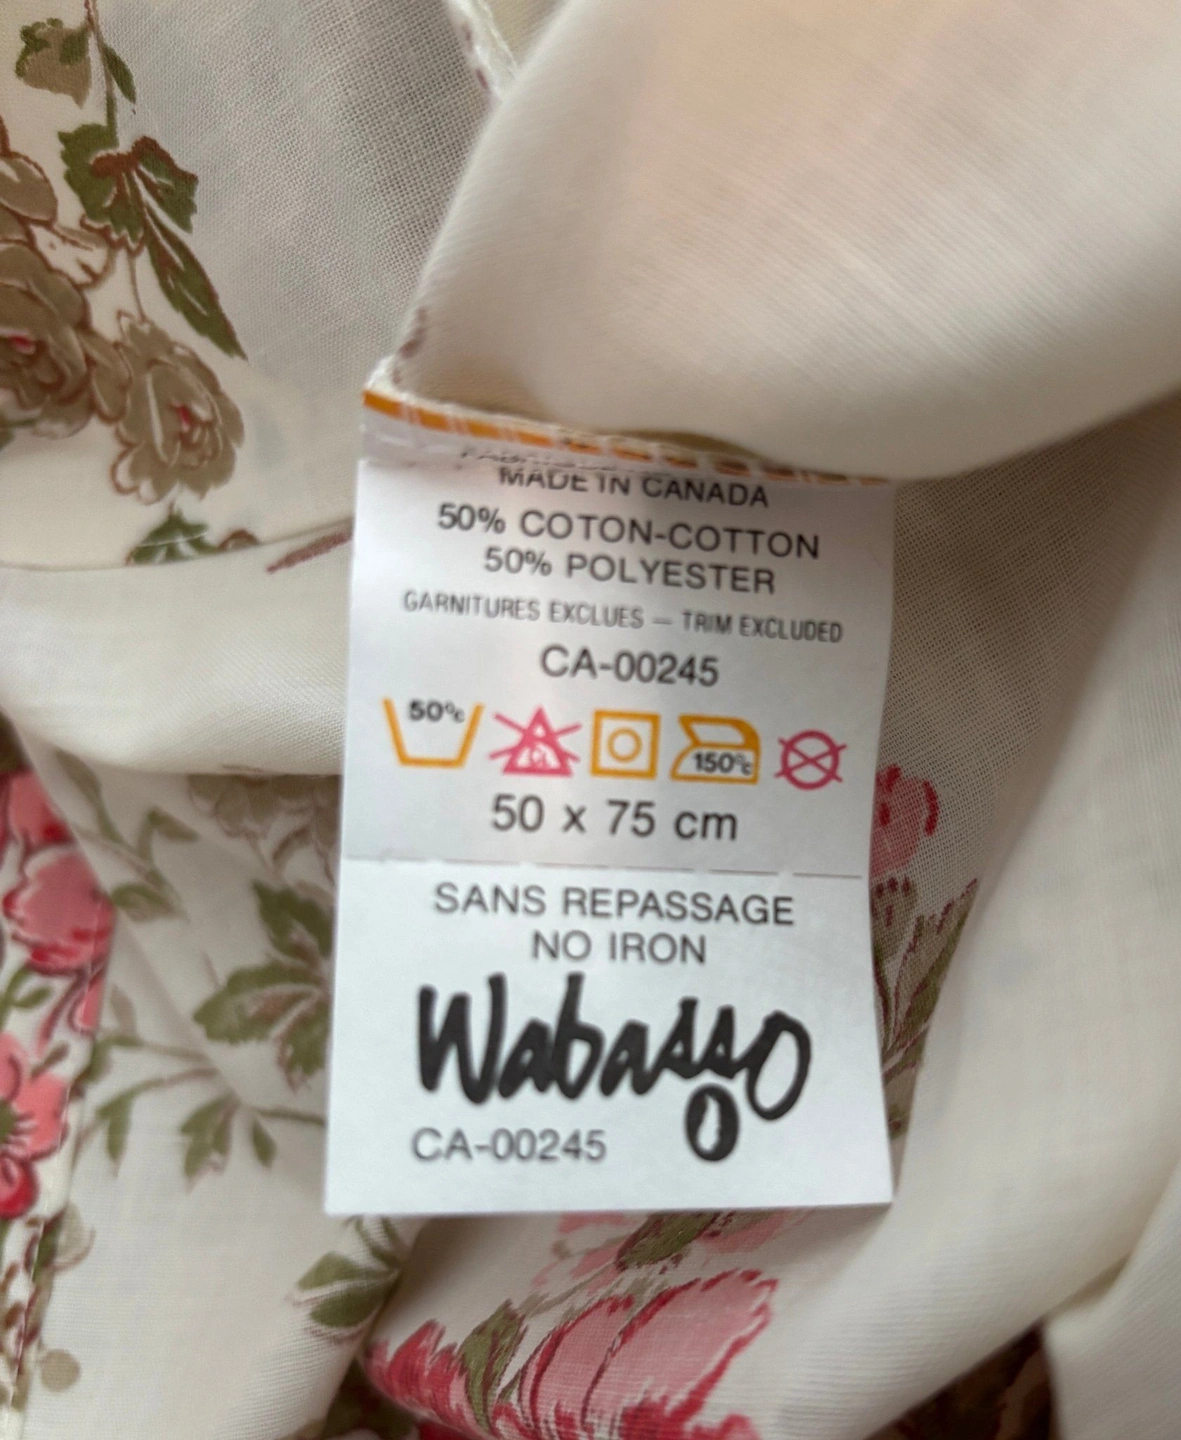 MADE IN CANADA
50% COTON-COTTON
50% POLYESTER
GARNITURES EXCLUES — TRIM EXCLUDED
CA-00245
50°c
150°c
50 x 75 cm
SANS REPASSAGE
NO IRON
Wabasso
CA-00245